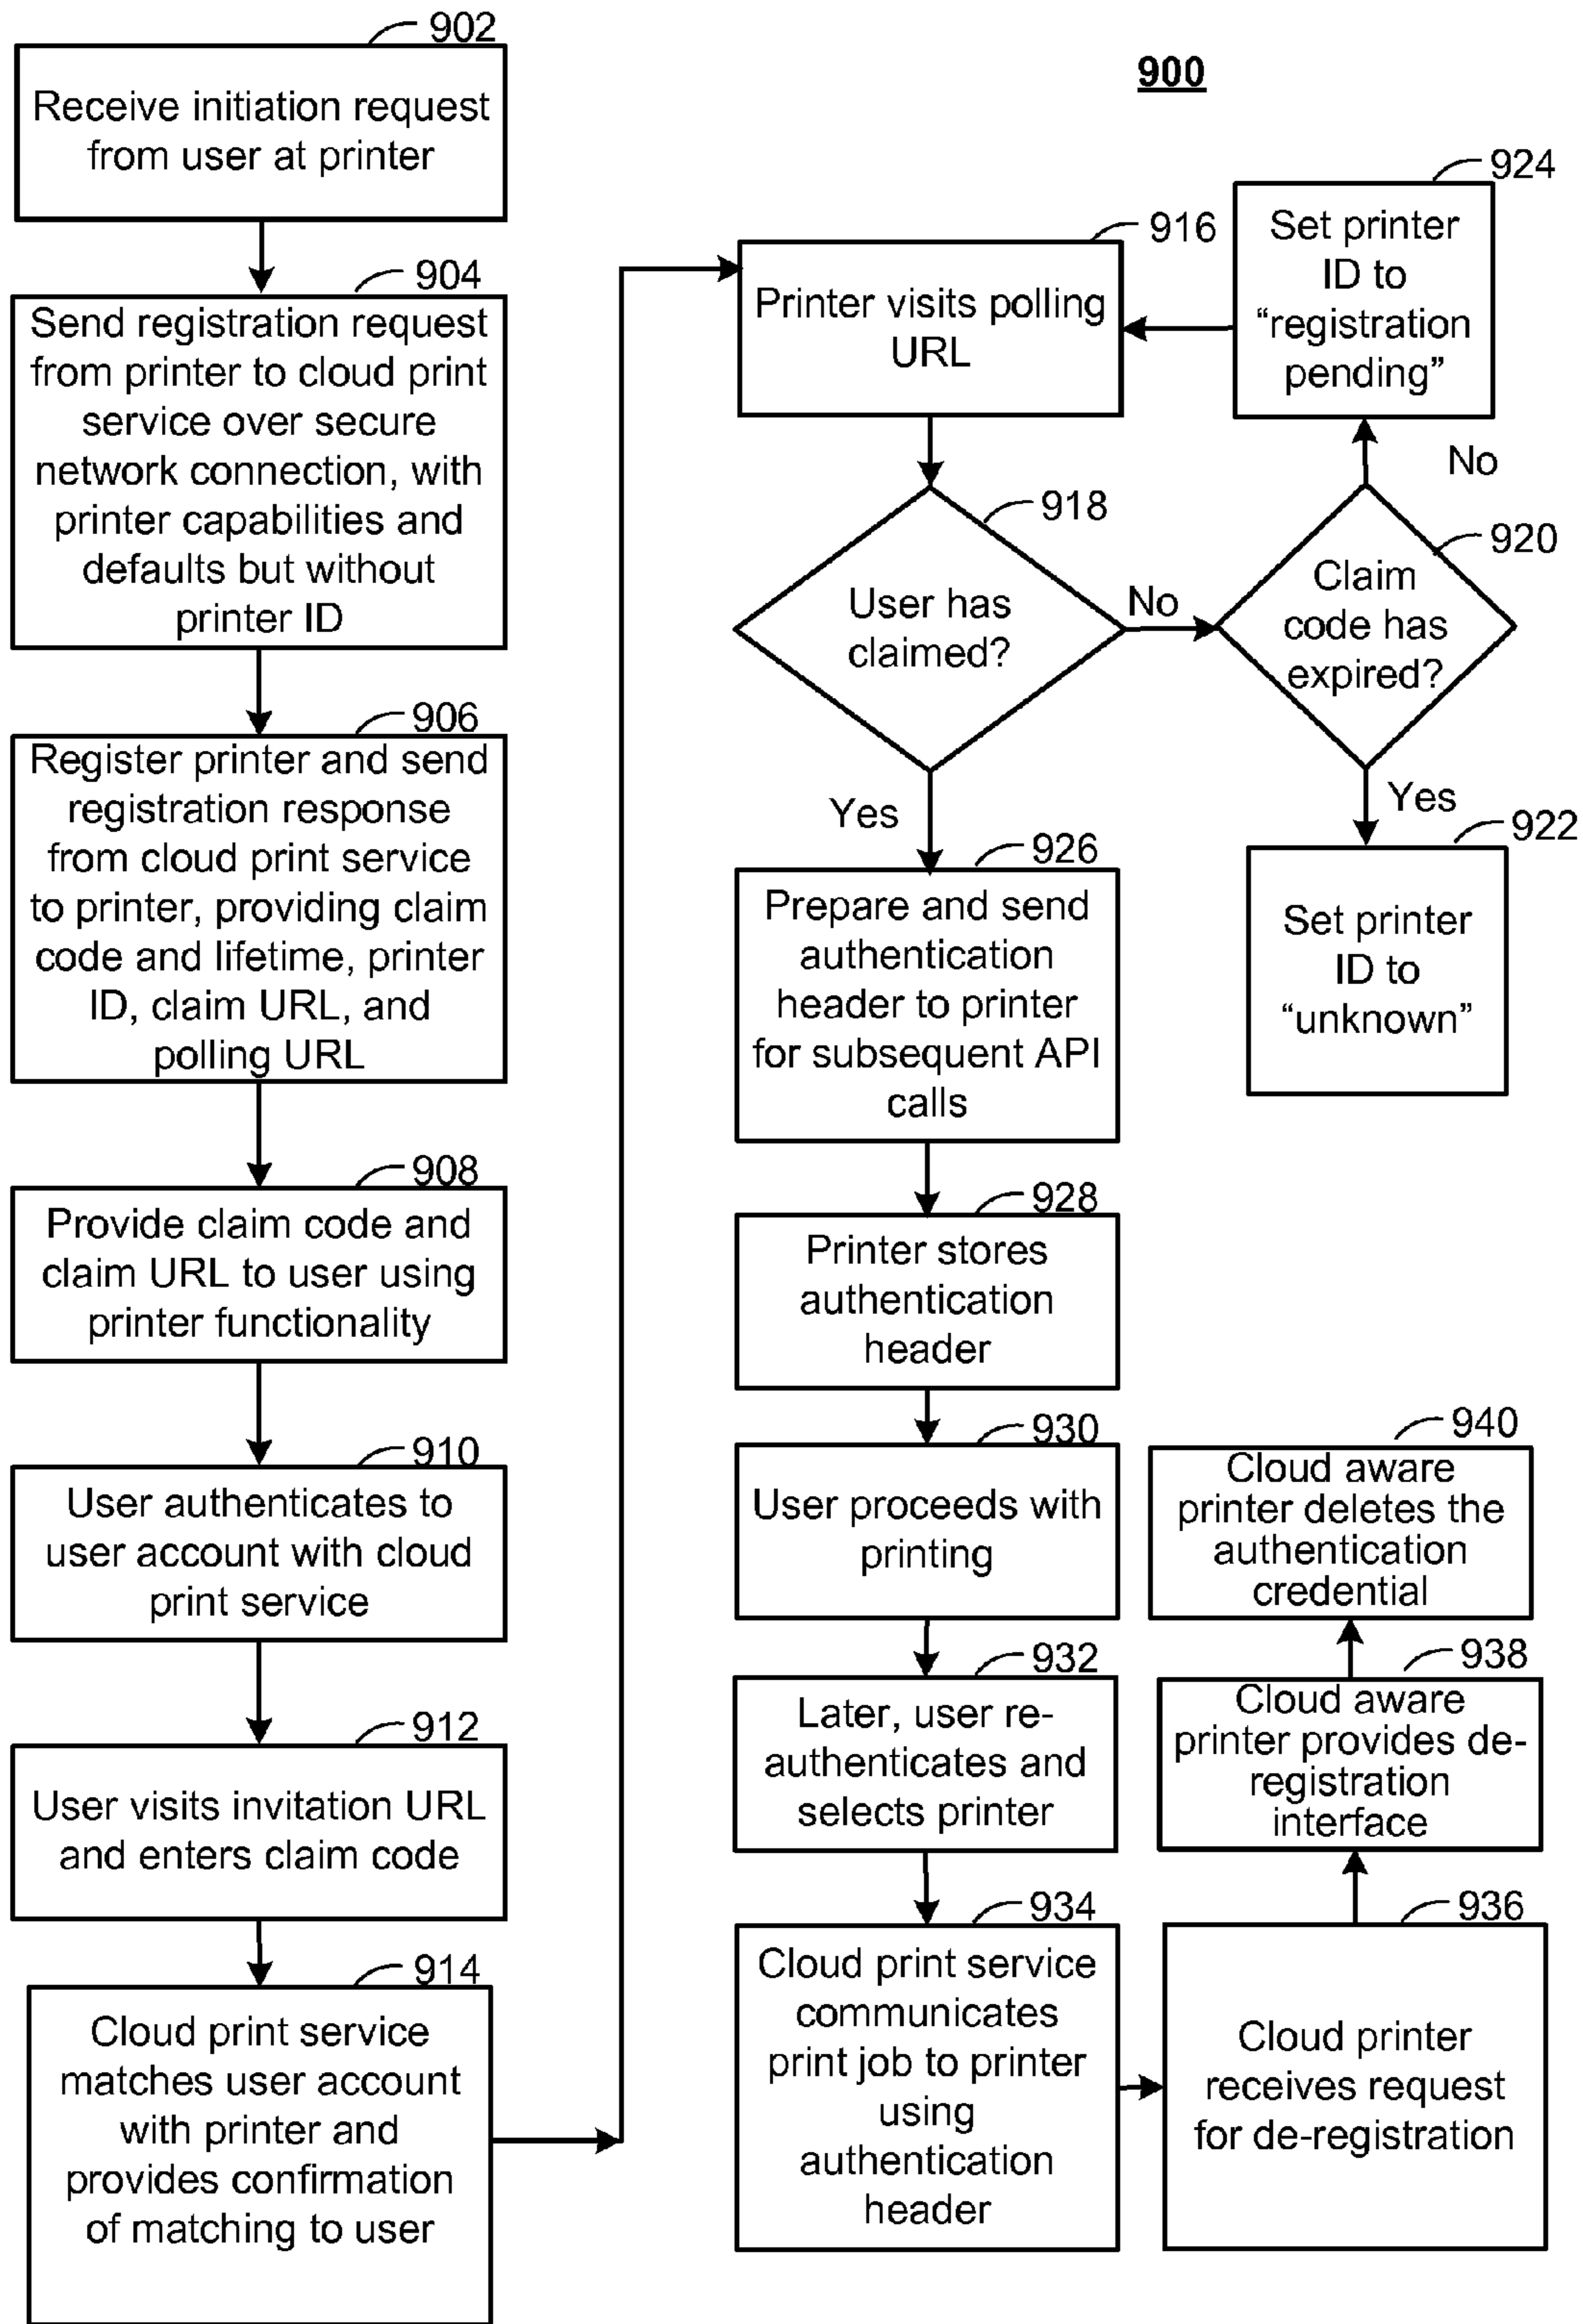 902
Receive initiation request
from user at printer
904
Send registration request
from printer to cloud print
service over secure
network connection, with
printer capabilities and
defaults but without
printer ID
906
Register printer and send
registration response
from cloud print service
to printer, providing claim
code and lifetime, printer
ID, claim URL, and
polling URL
908
Provide claim code and
claim URL to user using
printer functionality
910
User authenticates to
user account with cloud
print service
912
User visits invitation URL
and enters claim code
914
Cloud print service
matches user account
with printer and
provides confirmation
of matching to user
900
916
Printer visits polling
URL
918
User has
claimed?
No
Yes
920
Claim
code has
expired?
No
Yes
924
Set printer
ID to
“registration
pending”
922
Set printer
ID to
“unknown”
926
Prepare and send
authentication
header to printer
for subsequent API
calls
928
Printer stores
authentication
header
930
User proceeds with
printing
932
Later, user re-
authenticates and
selects printer
934
Cloud print service
communicates
print job to printer
using
authentication
header
936
Cloud printer
receives request
for de-registration
938
Cloud aware
printer provides de-
registration
interface
940
Cloud aware
printer deletes the
authentication
credential